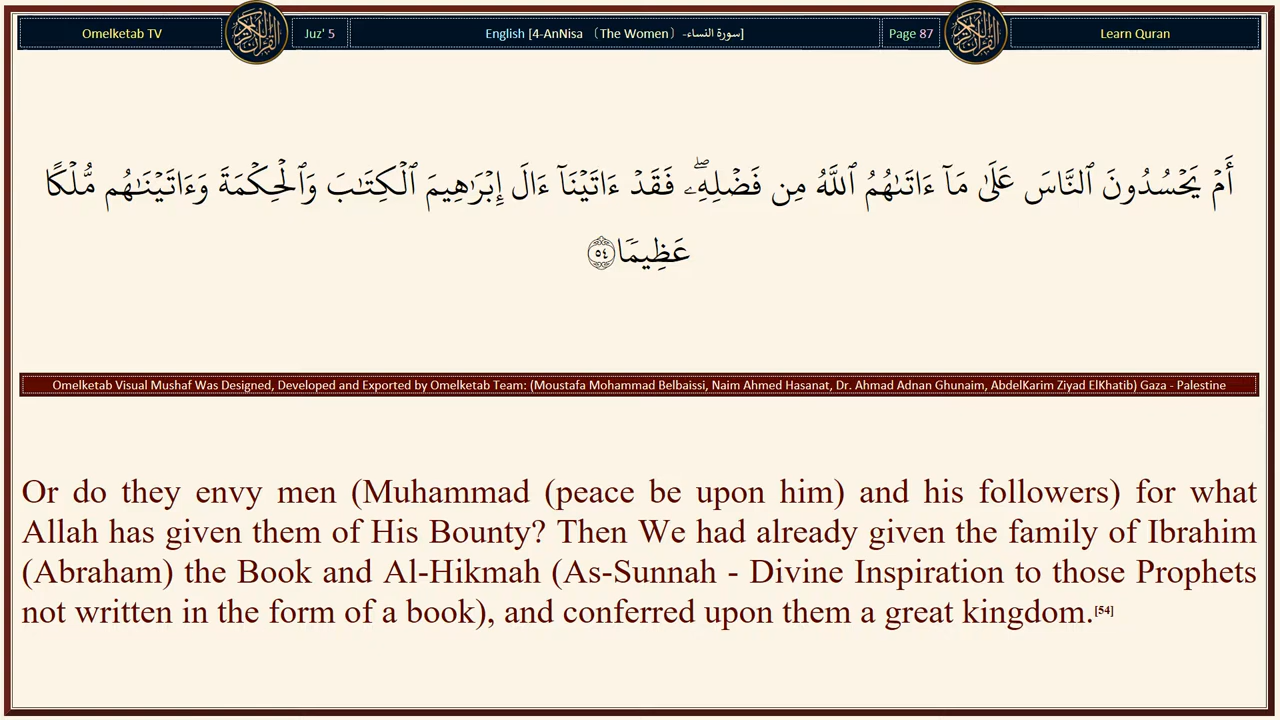 Omelketab TV
Juz' 5
English [4-AnNisa （The Women） -سورة النساء]
Page 87
Learn Quran
أَمۡ يَحۡسُدُونَ ٱلنَّاسَ عَلَىٰ مَآ ءَاتَىٰهُمُ ٱللَّهُ مِن فَضۡلِهِۦۖ فَقَدۡ ءَاتَيۡنَآ ءَالَ إِبۡرَٰهِيمَ ٱلۡكِتَٰبَ وَٱلۡحِكۡمَةَ وَءَاتَيۡنَٰهُم مُّلۡكًا
عَظِيمٗا ٥٤
Omelketab Visual Mushaf Was Designed, Developed and Exported by Omelketab Team: (Moustafa Mohammad Belbaissi, Naim Ahmed Hasanat, Dr. Ahmad Adnan Ghunaim, AbdelKarim Ziyad ElKhatib) Gaza - Palestine
Or do they envy men (Muhammad (peace be upon him) and his followers) for what
Allah has given them of His Bounty? Then We had already given the family of Ibrahim
(Abraham) the Book and Al-Hikmah (As-Sunnah - Divine Inspiration to those Prophets
not written in the form of a book), and conferred upon them a great kingdom.[54]